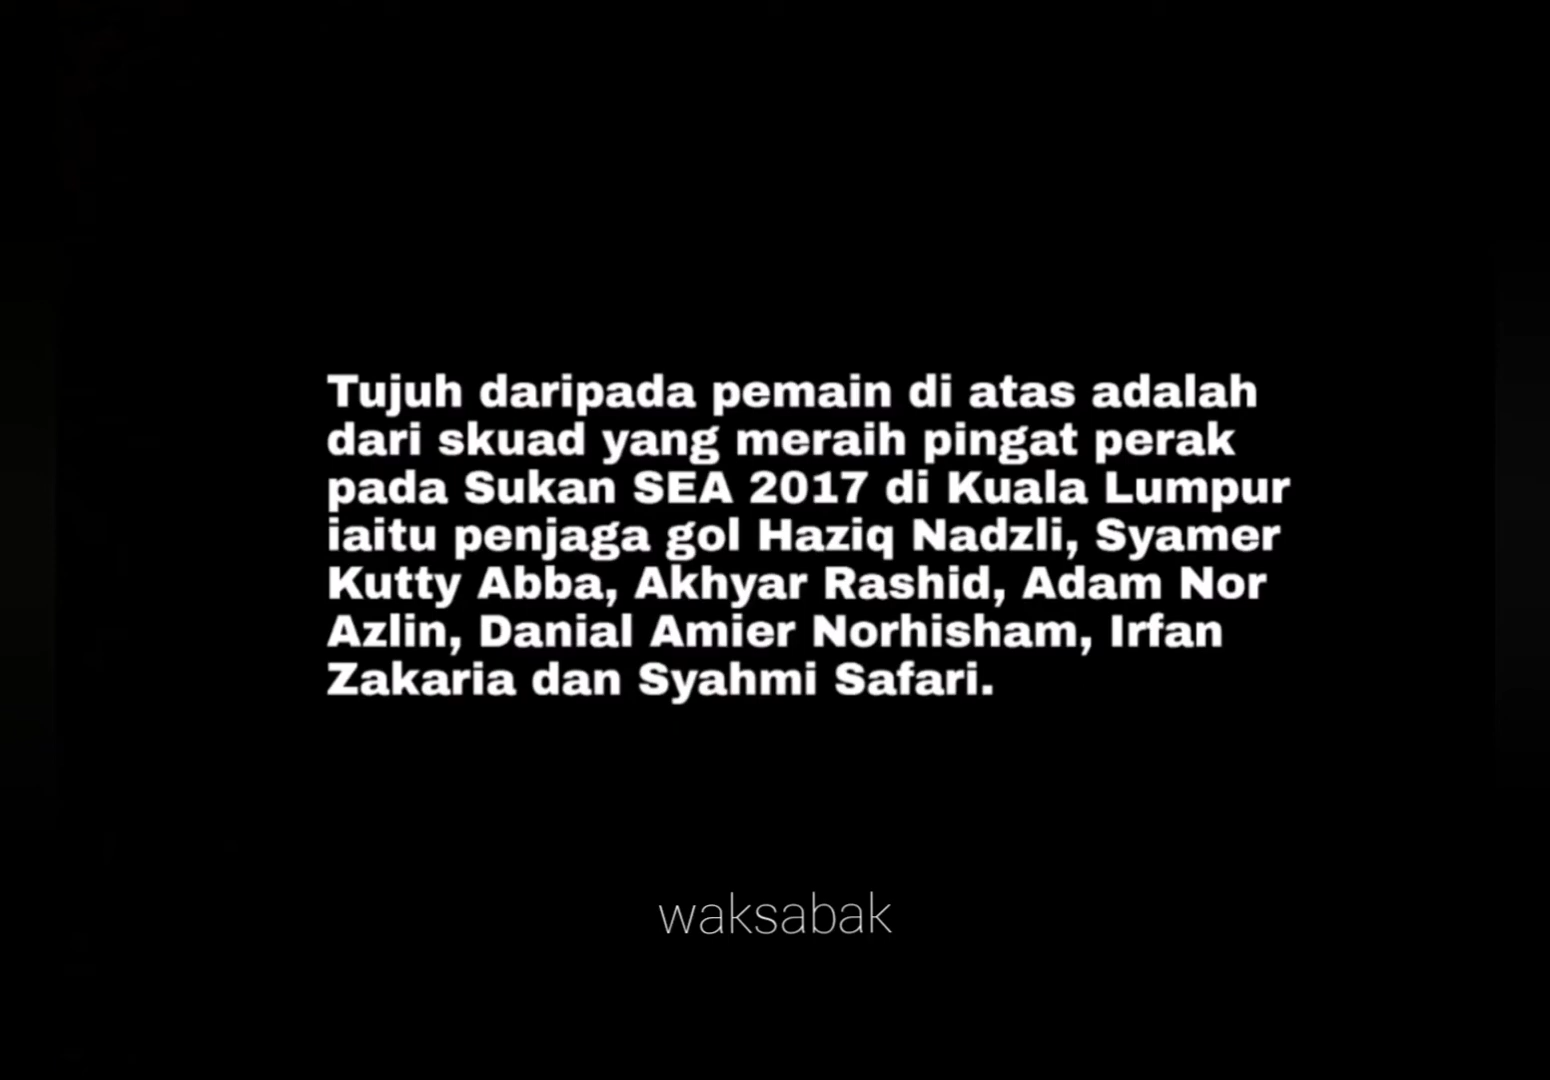 Tujuh daripada pemain di atas adalah
dari skuad yang meraih pingat perak
pada Sukan SEA 2017 di Kuala Lumpur
iaitu penjaga gol Haziq Nadzli, Syamer
Kutty Abba, Akhyar Rashid, Adam Nor
Azlin, Danial Amier Norhisham, Irfan
Zakaria dan Syahmi Safari.
waksabak